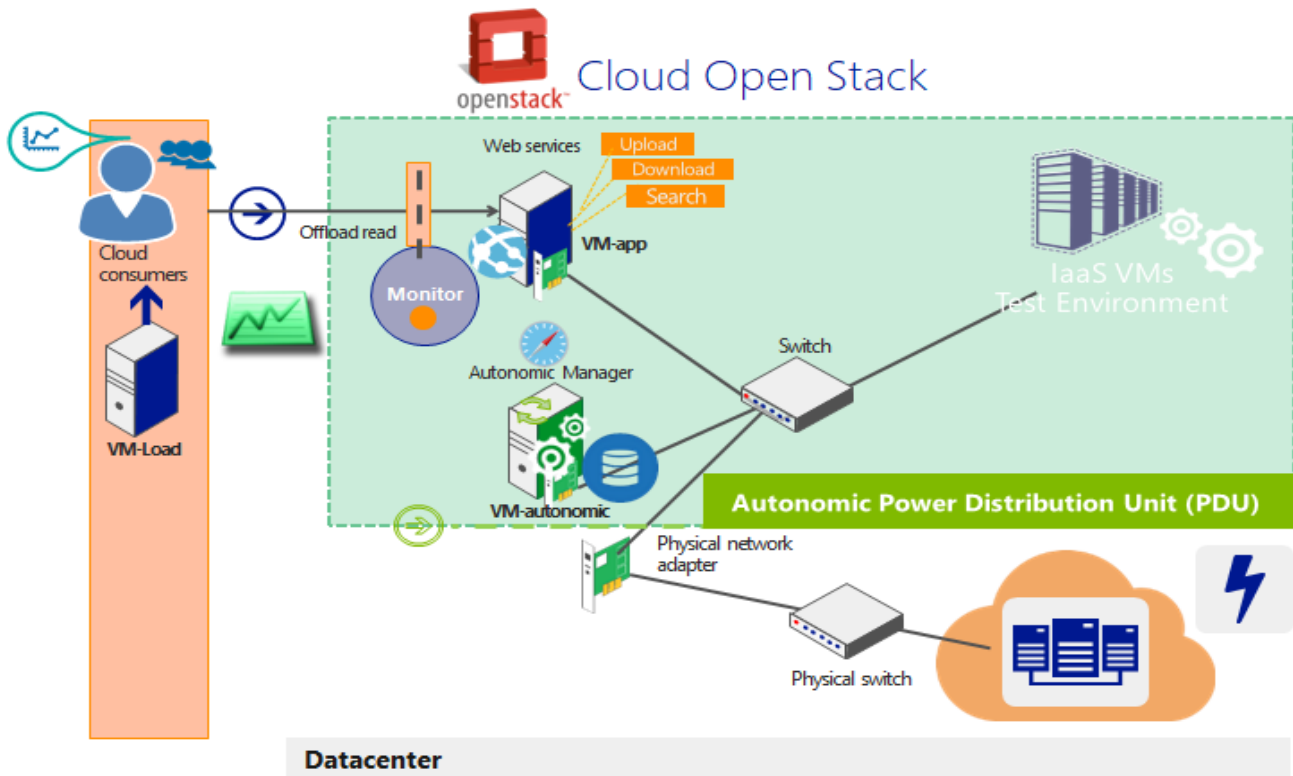 openstack™
Cloud Open Stack
Web services
Upload
Download
Search
Offload read
VM-app
Cloud
consumers
Monitor
IaaS VMs
Test Environment
Switch
Autonomic Manager
VM-Load
VM-autonomic
Autonomic Power Distribution Unit (PDU)
Physical network
adapter
Physical switch
Datacenter